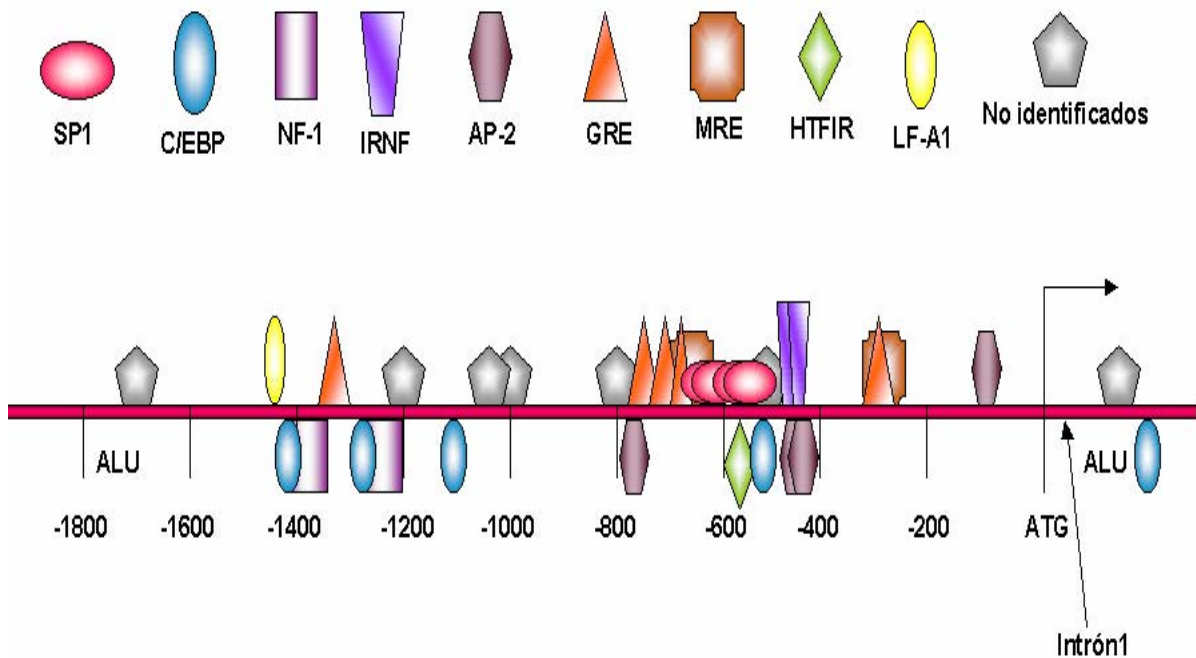 SP1
C/EBP
NF-1
IRNF
AP-2
GRE
MRE
HTFIR
LF-A1
No identificados
ALU
ALU
-1800
-1600
-1400
-1200
-1000
-800
-600
-400
-200
ATG
Intrón1